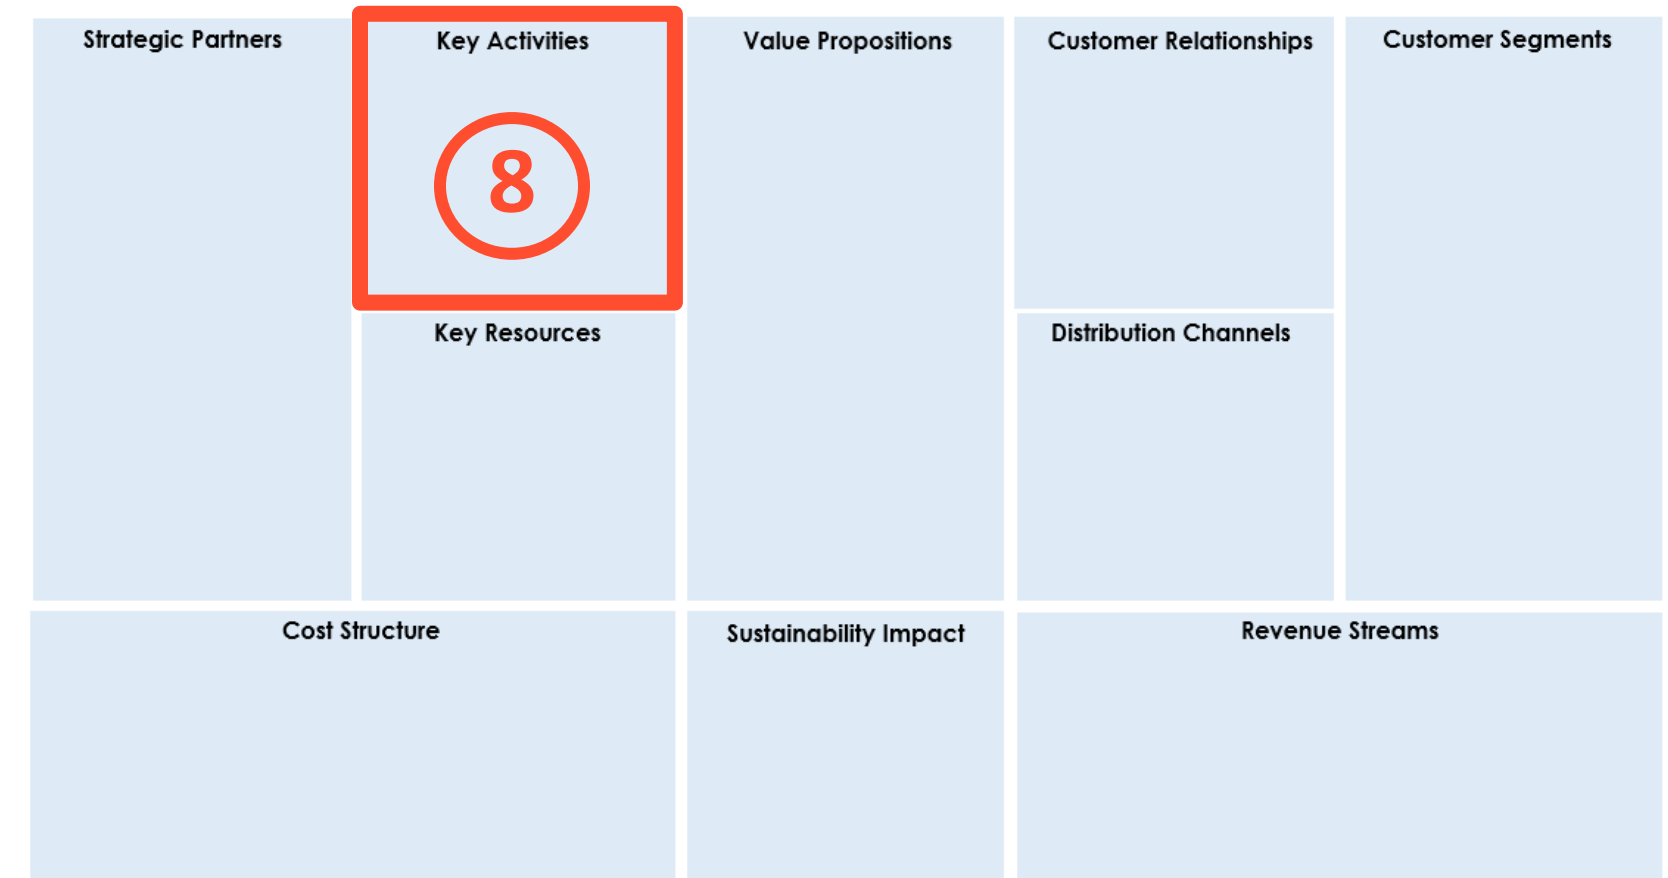 Strategic Partners
Key Activities
8
Value Propositions
Customer Relationships
Customer Segments
Key Resources
Distribution Channels
Cost Structure
Sustainability Impact
Revenue Streams